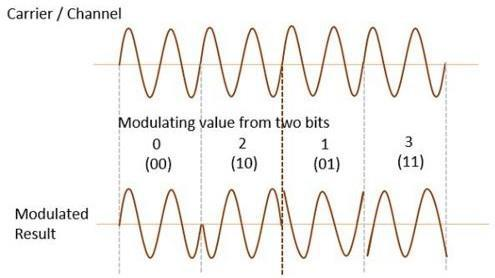 Carrier / Channel
Modulating value from two bits
0 2 1 3
(00) (10) (01) (11)
Modulated
Result